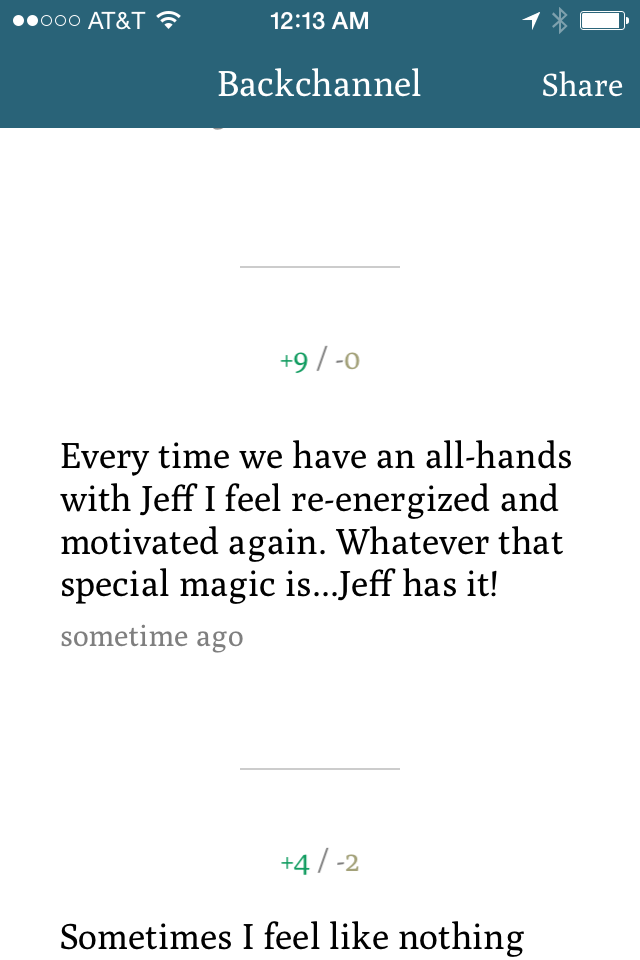 AT&T 12:13 AM
Backchannel Share
+9 / -0
Every time we have an all-hands
with Jeff I feel re-energized and
motivated again. Whatever that
special magic is...Jeff has it!
sometime ago
+4 / -2
Sometimes I feel like nothing